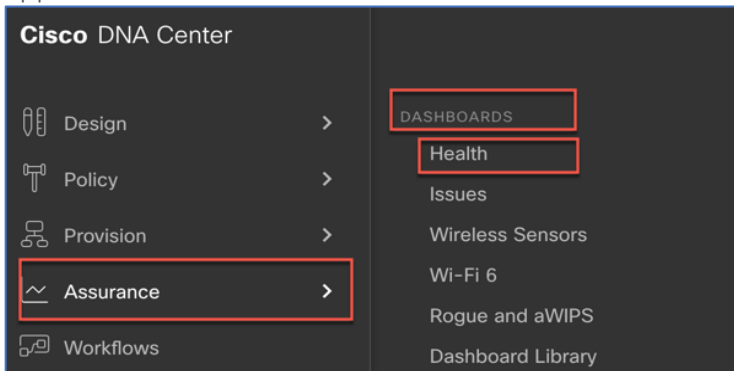 Cisco DNA Center
Design
Policy
Provision
Assurance
Workflows
DASHBOARDS
Health
Issues
Wireless Sensors
Wi-Fi 6
Rogue and aWIPS
Dashboard Library